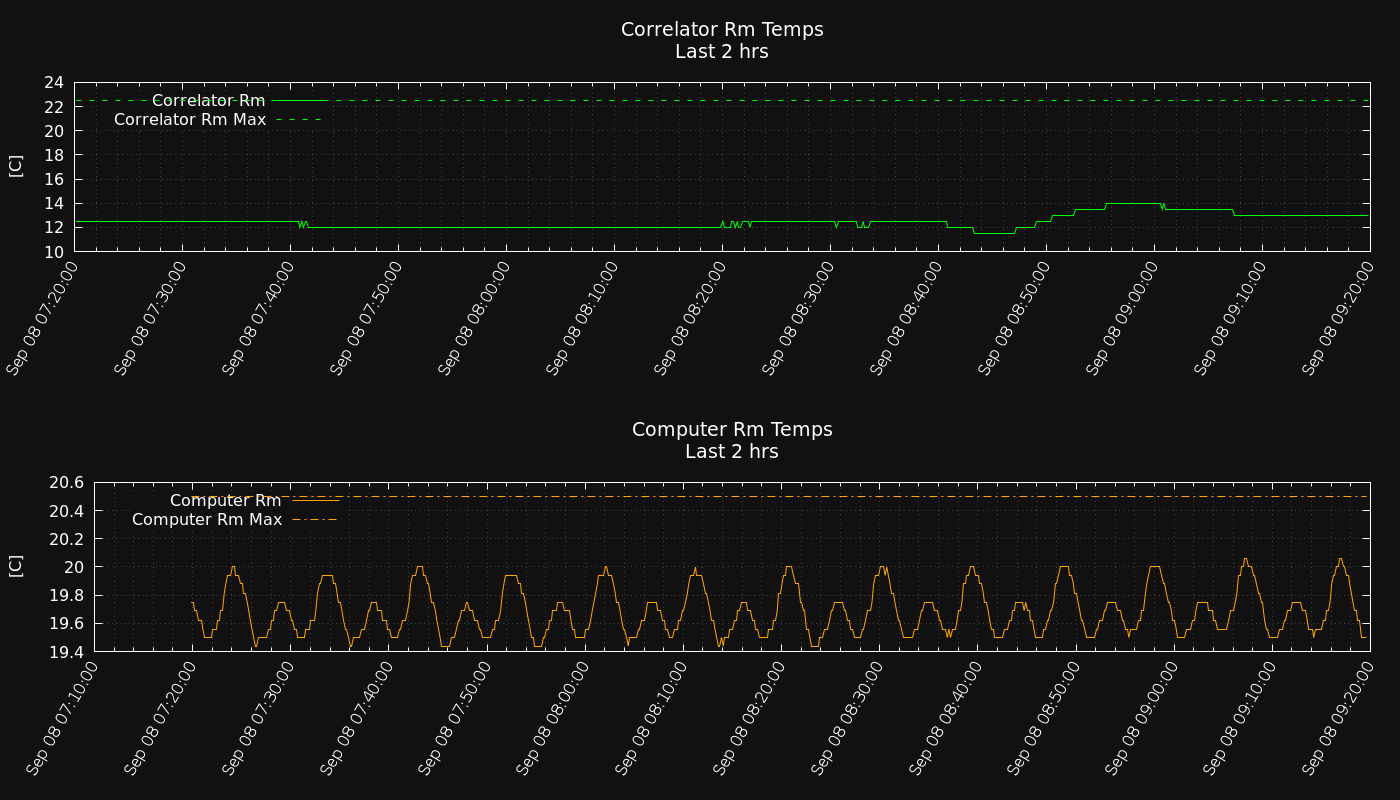 Correlator Rm Temps
Last 2 hrs
24
22
20
18
16
14
12
10
[C]
Correlator Rm
Correlator Rm Max
Sep 08 07:20:00
Sep 08 07:30:00
Sep 08 07:40:00
Sep 08 07:50:00
Sep 08 08:00:00
Sep 08 08:10:00
Sep 08 08:20:00
Sep 08 08:30:00
Sep 08 08:40:00
Sep 08 08:50:00
Sep 08 09:00:00
Sep 08 09:10:00
Sep 08 09:20:00
Computer Rm Temps
Last 2 hrs
20.6
20.4
20.2
20
19.8
19.6
19.4
[C]
Computer Rm
Computer Rm Max
Sep 08 07:10:00
Sep 08 07:20:00
Sep 08 07:30:00
Sep 08 07:40:00
Sep 08 07:50:00
Sep 08 08:00:00
Sep 08 08:10:00
Sep 08 08:20:00
Sep 08 08:30:00
Sep 08 08:40:00
Sep 08 08:50:00
Sep 08 09:00:00
Sep 08 09:10:00
Sep 08 09:20:00